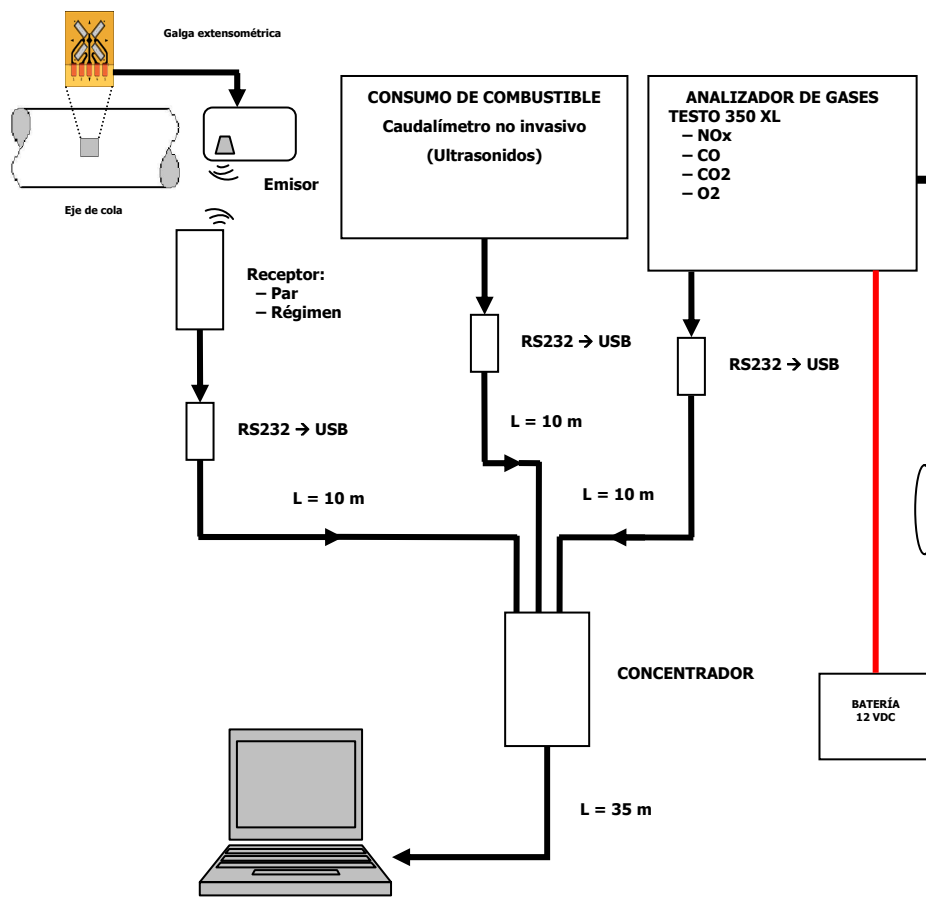 Galga extensométrica
Eje de cola
Emisor
Receptor:
– Par
– Régimen
RS232 → USB
L = 10 m
CONSUMO DE COMBUSTIBLE
Caudalímetro no invasivo
(Ultrasonidos)
RS232 → USB
L = 10 m
ANALIZADOR DE GASES
TESTO 350 XL
– NOx
– CO
– CO2
– O2
RS232 → USB
L = 10 m
CONCENTRADOR
BATERÍA
12 VDC
L = 35 m